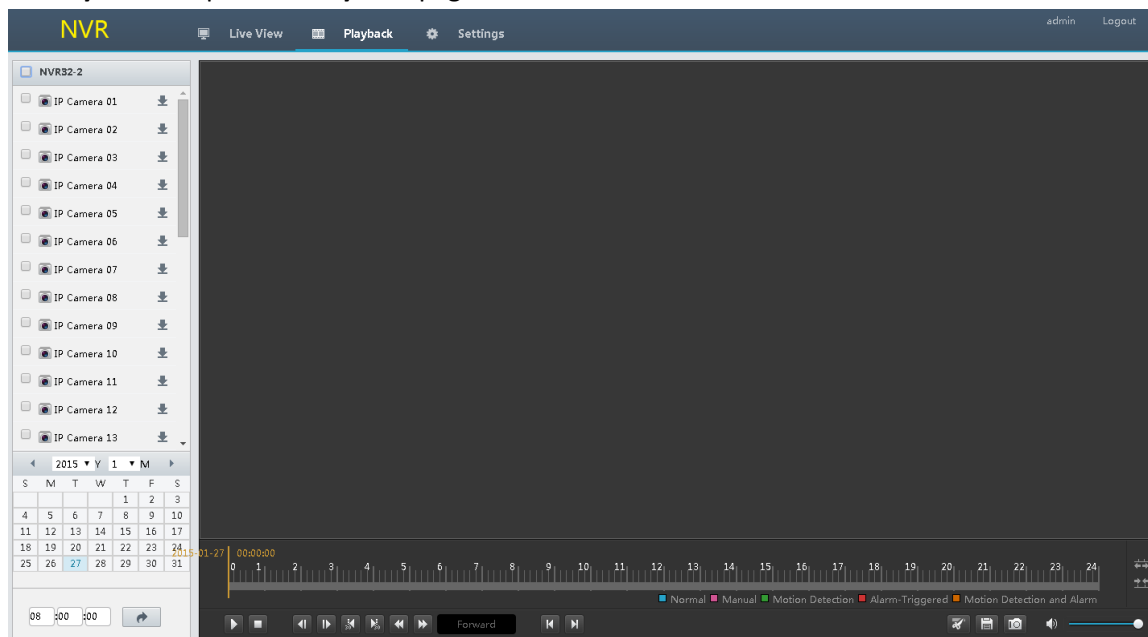 NVR Live View Playback Settings admin Logout
NVR32-2
IP Camera 01
IP Camera 02
IP Camera 03
IP Camera 04
IP Camera 05
IP Camera 06
IP Camera 07
IP Camera 08
IP Camera 09
IP Camera 10
IP Camera 11
IP Camera 12
IP Camera 13
2015 Y 1 M
S M T W T F S
1 2 3
4 5 6 7 8 9 10
11 12 13 14 15 16 17
18 19 20 21 22 23 24
25 26 27 28 29 30 31
08 :00 :00
2015-01-27 00:00:00
0 1 2 3 4 5 6 7 8 9 10 11 12 13 14 15 16 17 18 19 20 21 22 23 24
Normal Manual Motion Detection Alarm-Triggered Motion Detection and Alarm
30 30 Forward